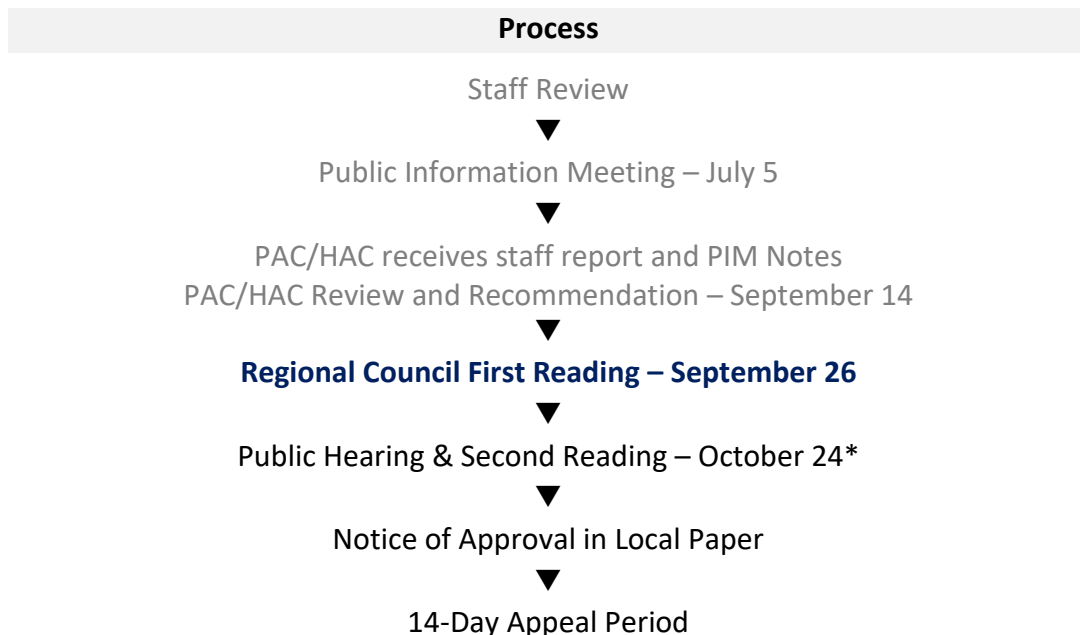 Process
Staff Review
Public Information Meeting – July 5
PAC/HAC receives staff report and PIM Notes
PAC/HAC Review and Recommendation – September 14
Regional Council First Reading – September 26
Public Hearing & Second Reading – October 24*
Notice of Approval in Local Paper
14-Day Appeal Period